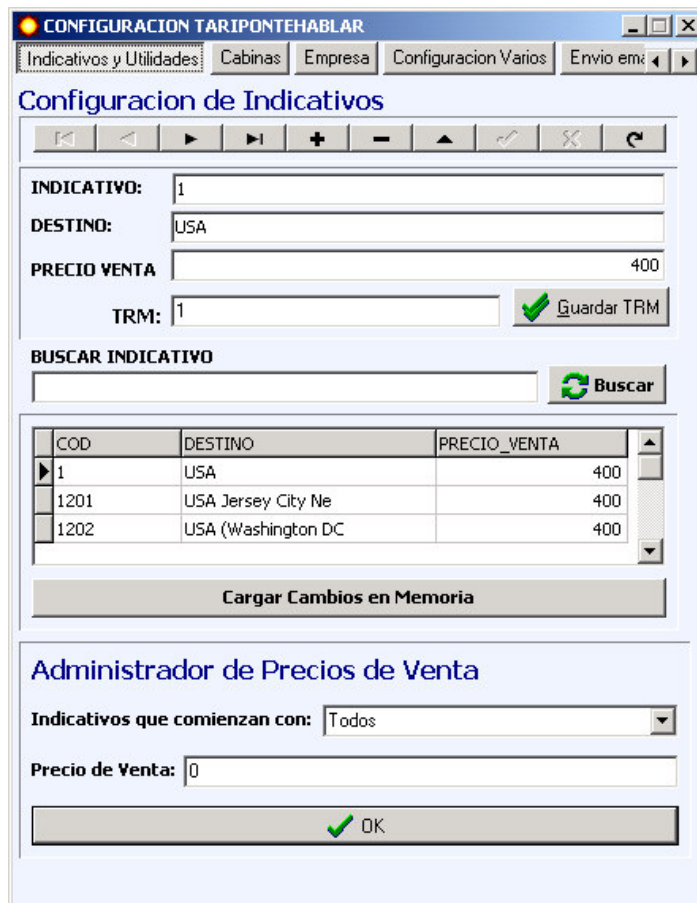 CONFIGURACION TARIPONTEHABLAR
Indicativos y Utilidades Cabinas Empresa Configuracion Varios Envio ema
Configuracion de Indicativos
INDICATIVO: 1
DESTINO: USA
PRECIO VENTA 400
TRM: 1 Guardar TRM
BUSCAR INDICATIVO
Buscar
COD DESTINO PRECIO_VENTA
1 USA 400
1201 USA Jersey City Ne 400
1202 USA (Washington DC 400
Cargar Cambios en Memoria
Administrador de Precios de Venta
Indicativos que comienzan con: Todos
Precio de Venta: 0
OK